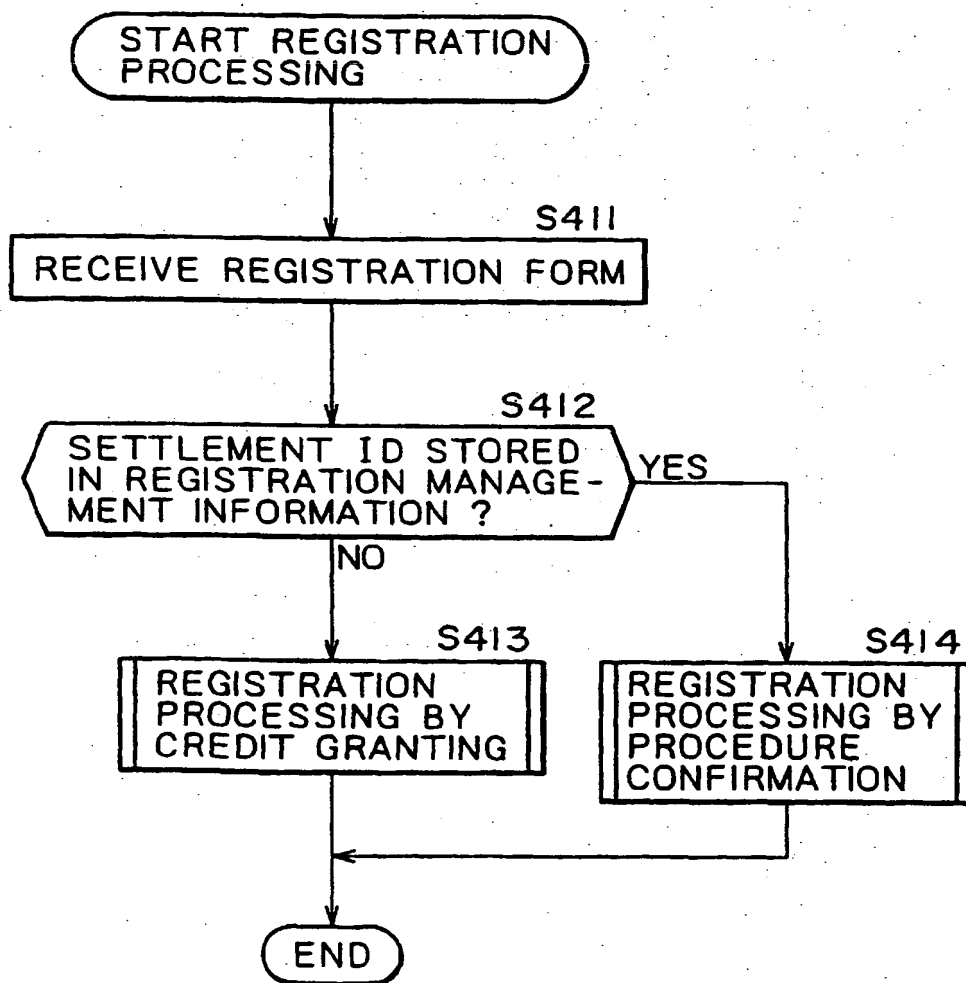 START REGISTRATION
PROCESSING
S411
RECEIVE REGISTRATION FORM
S412
SETTLEMENT ID STORED
IN REGISTRATION MANAGE-
MENT INFORMATION ?
YES
NO
S413
REGISTRATION
PROCESSING BY
CREDIT GRANTING
S414
REGISTRATION
PROCESSING BY
PROCEDURE
CONFIRMATION
END